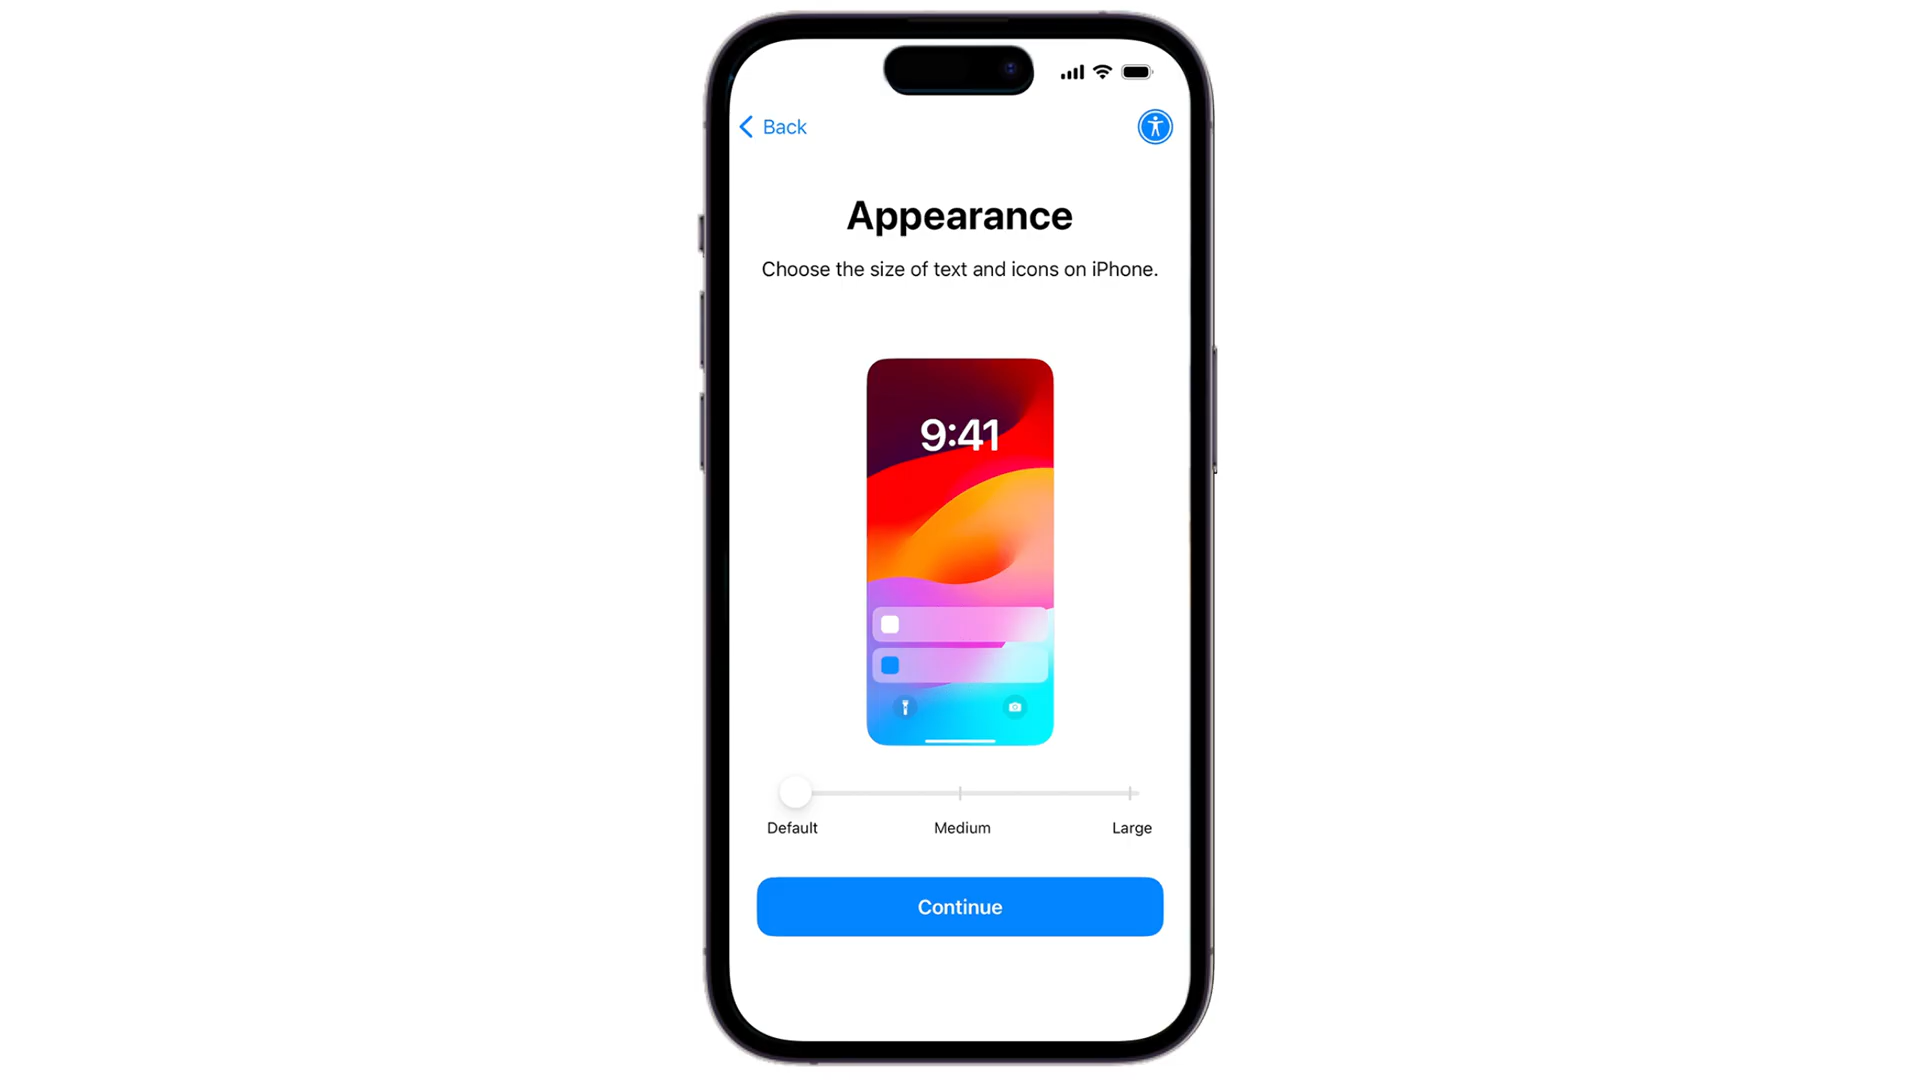 Back
Appearance
Choose the size of text and icons on iPhone.
9:41
Default Medium Large
Continue